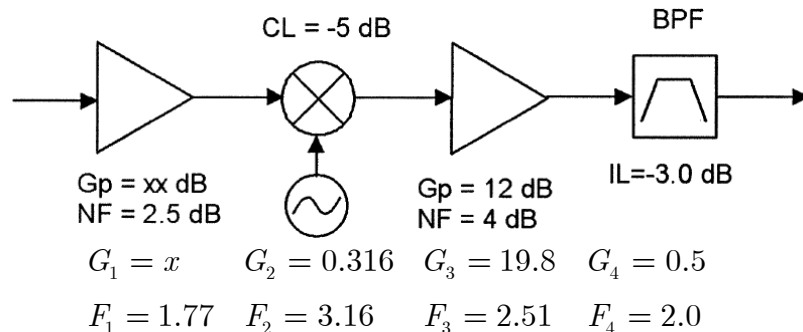 CL = -5 dB
BPF
Gp = xx dB
NF = 2.5 dB
Gp = 12 dB
NF = 4 dB
IL=-3.0 dB
G₁ = x G₂ = 0.316 G₃ = 19.8 G₄ = 0.5
F₁ = 1.77 F₂ = 3.16 F₃ = 2.51 F₄ = 2.0